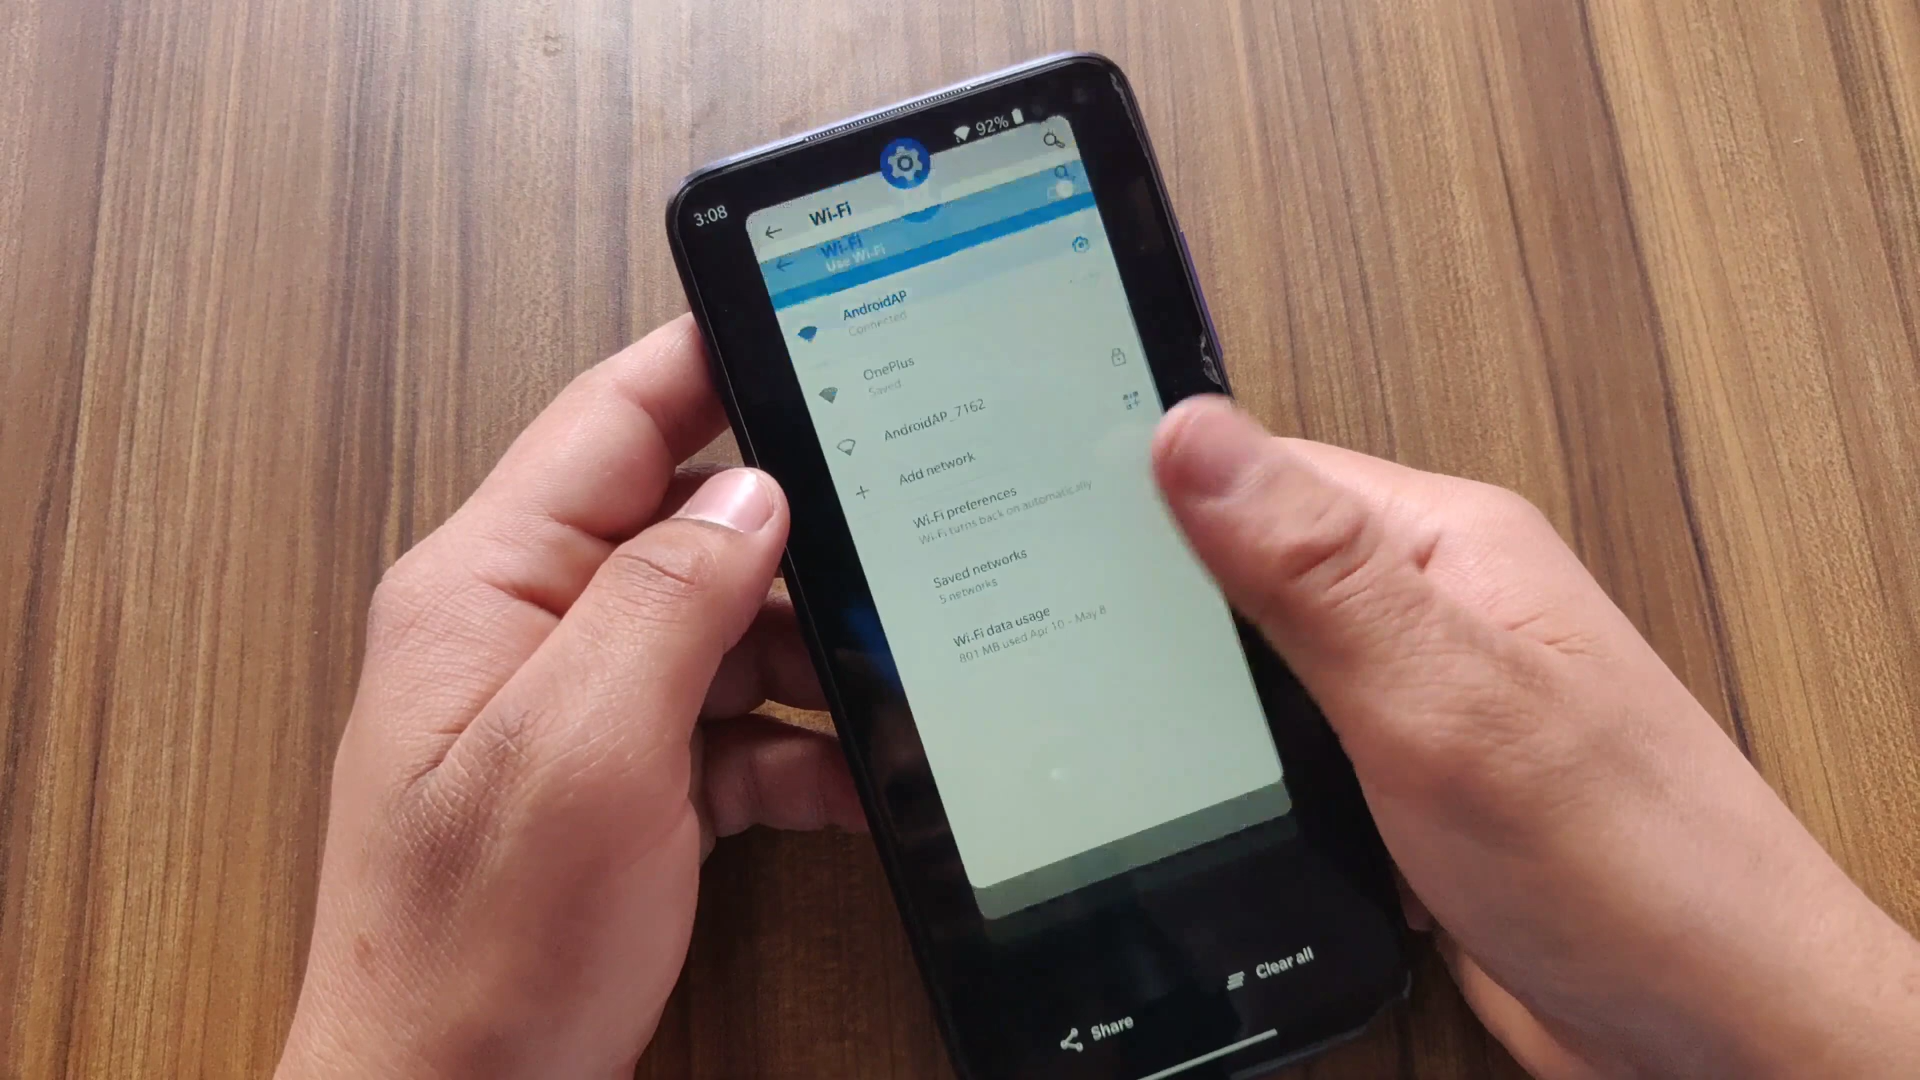 3:08
92%
Wi-Fi
Wi-Fi
Use Wi-Fi
AndroidAP
Connected
OnePlus
Saved
AndroidAP_7162
Add network
Wi-Fi preferences
Wi-Fi turns back on automatically
Saved networks
5 networks
Wi-Fi data usage
801 MB used Apr 10 - May 8
Share
Clear all